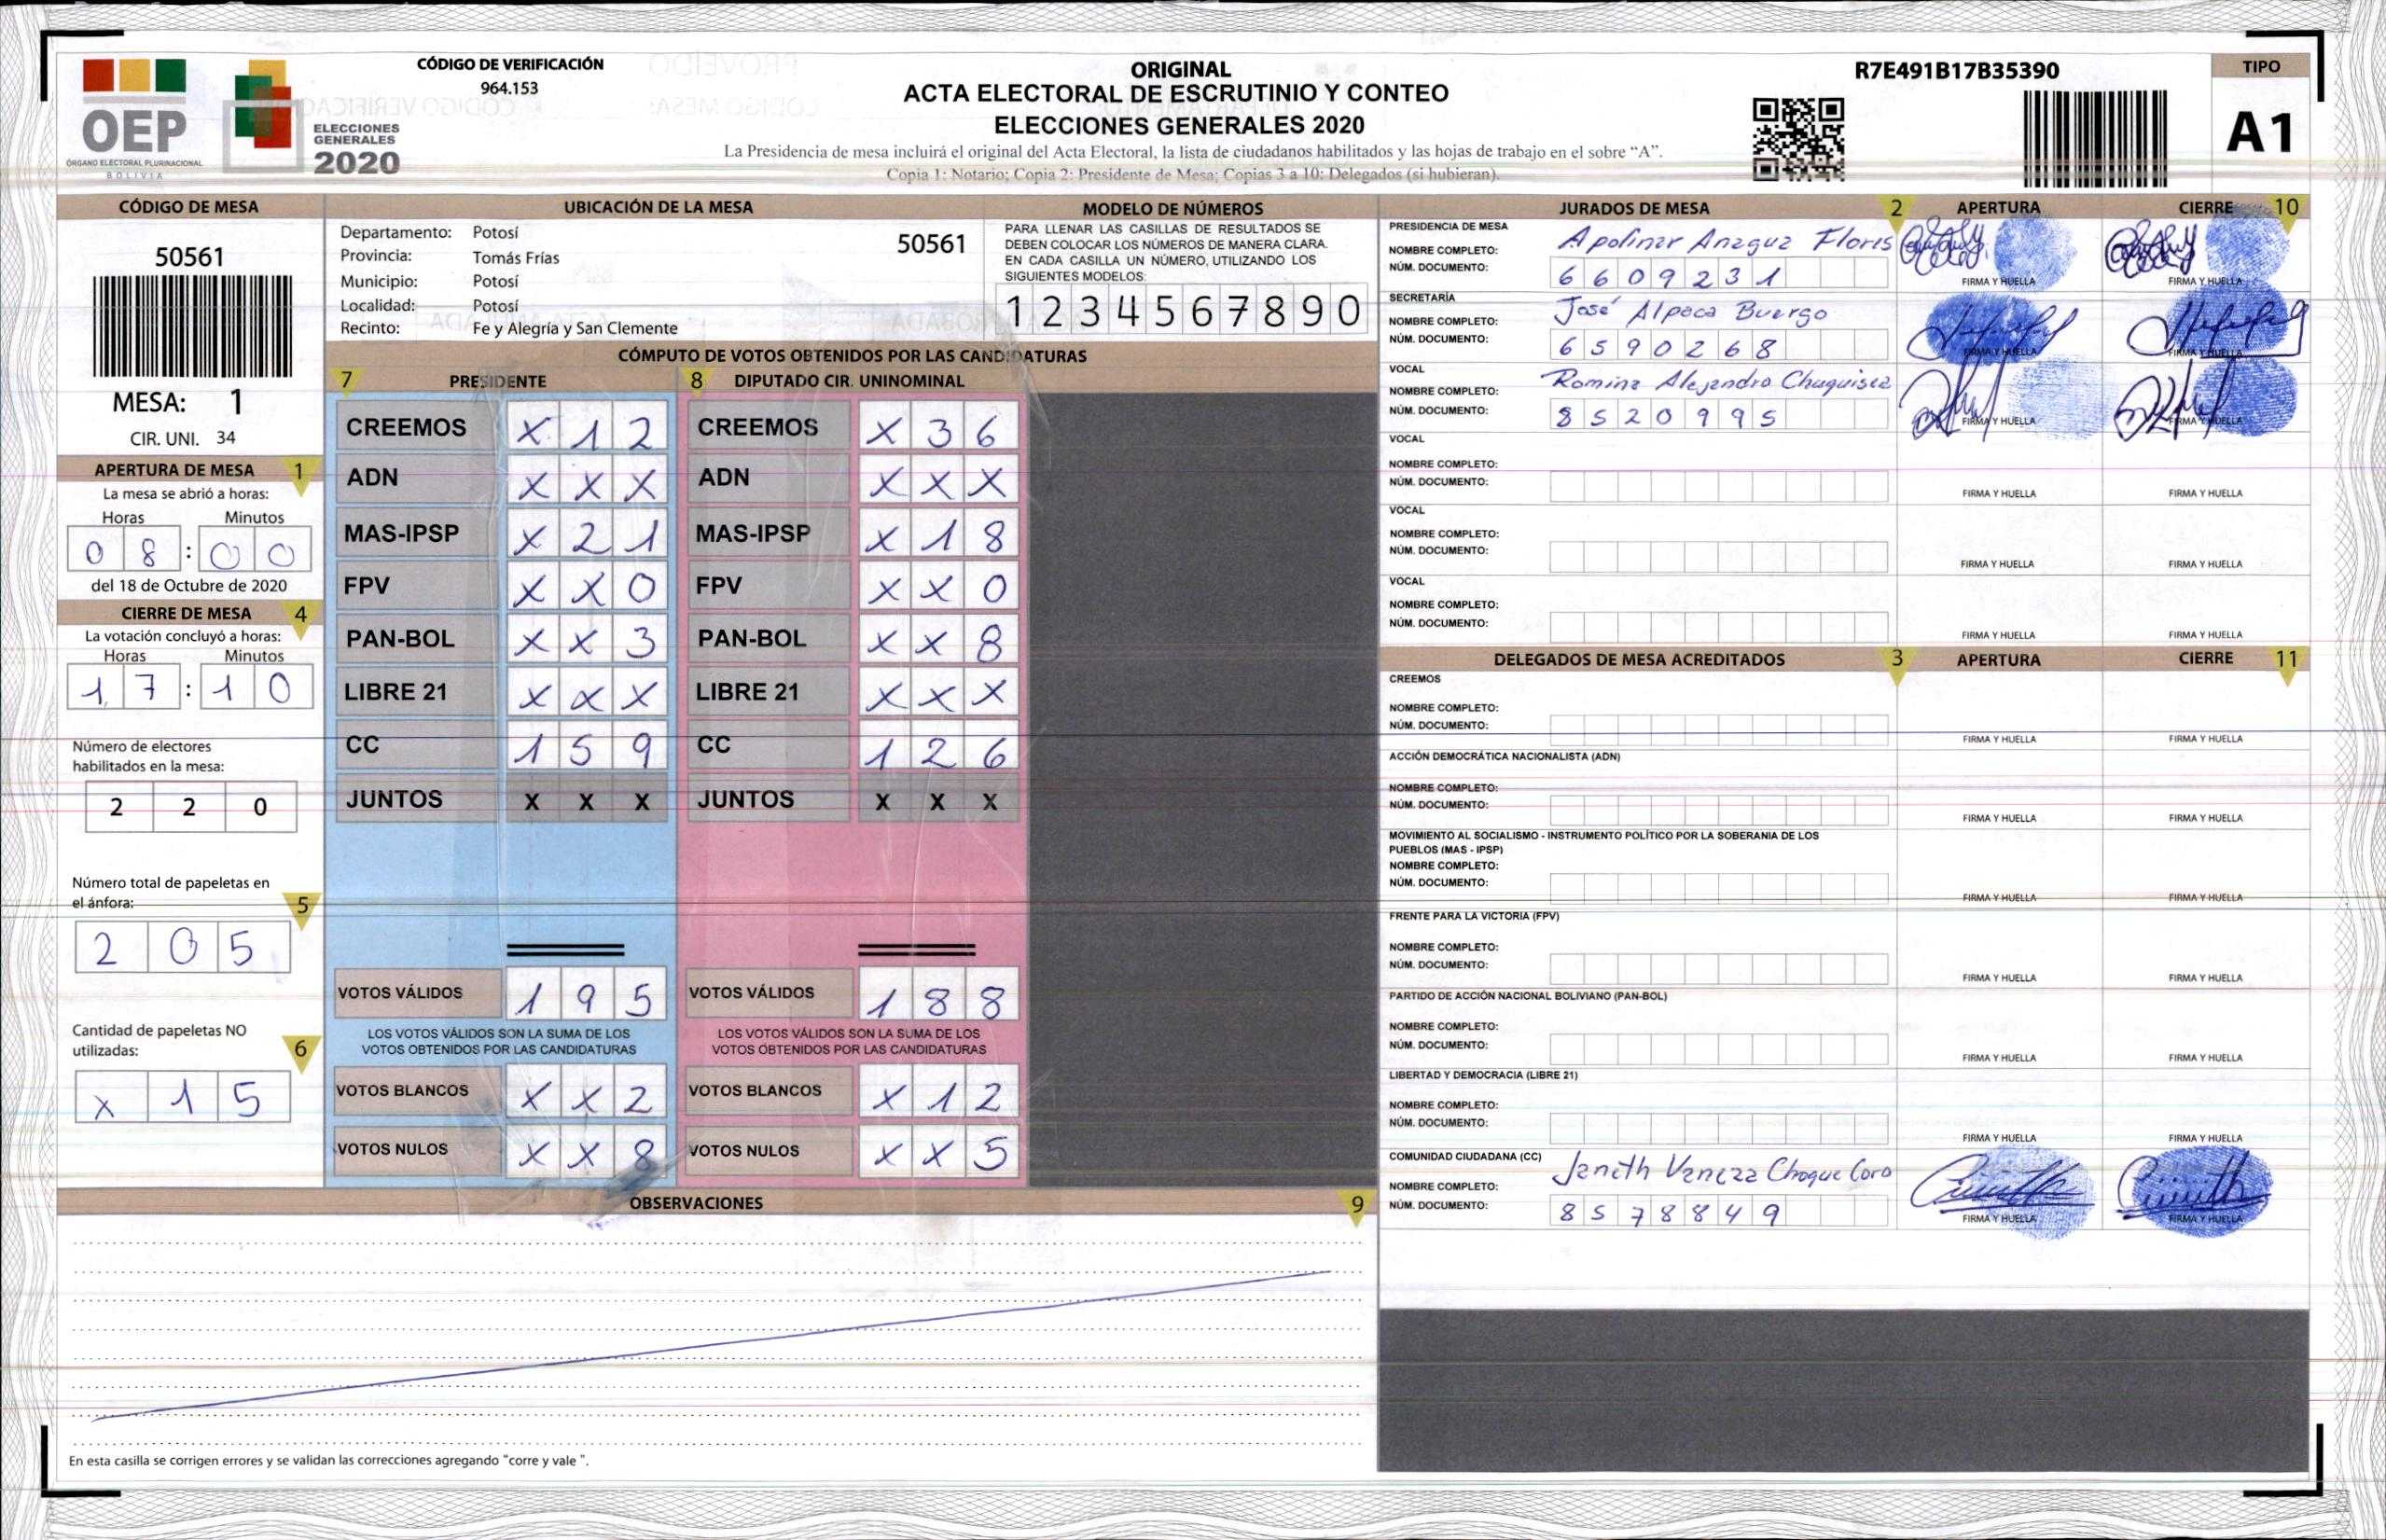 CÓDIGO DE VERIFICACIÓN
964.153
ORIGINAL
ACTA ELECTORAL DE ESCRUTINIO Y CONTEO
ELECCIONES GENERALES 2020
La Presidencia de mesa incluirá el original del Acta Electoral, la lista de ciudadanos habilitados y las hojas de trabajo en el sobre “A”.
Copia 1: Notario; Copia 2: Presidente de Mesa; Copias 3 a 10: Delegados (si hubieran).
R7E491B17B35390
TIPO
A1
OEP
ÓRGANO ELECTORAL PLURINACIONAL
BOLIVIA
ELECCIONES
GENERALES
2020
CÓDIGO DE MESA
50561
MESA: 1
CIR. UNI. 34
APERTURA DE MESA 1
La mesa se abrió a horas:
Horas Minutos
0 8 : 0 0
del 18 de Octubre de 2020
CIERRE DE MESA 4
La votación concluyó a horas:
Horas Minutos
1 7 : 1 0
Número de electores
habilitados en la mesa:
2 2 0
Número total de papeletas en
el ánfora: 5
2 0 5
Cantidad de papeletas NO
utilizadas: 6
X 1 5
UBICACIÓN DE LA MESA
Departamento: Potosí 50561
Provincia: Tomás Frías
Municipio: Potosí
Localidad: Potosí
Recinto: Fe y Alegría y San Clemente
MODELO DE NÚMEROS
PARA LLENAR LAS CASILLAS DE RESULTADOS SE
DEBEN COLOCAR LOS NÚMEROS DE MANERA CLARA.
EN CADA CASILLA UN NÚMERO, UTILIZANDO LOS
SIGUIENTES MODELOS:
1 2 3 4 5 6 7 8 9 0
CÓMPUTO DE VOTOS OBTENIDOS POR LAS CANDIDATURAS
7 PRESIDENTE 8 DIPUTADO CIR. UNINOMINAL
CREEMOS X 1 2 CREEMOS X 3 6
ADN X X X ADN X X X
MAS-IPSP X 2 1 MAS-IPSP X 1 8
FPV X X 0 FPV X X 0
PAN-BOL X X 3 PAN-BOL X X 8
LIBRE 21 X X X LIBRE 21 X X X
CC 1 5 9 CC 1 2 6
JUNTOS X X X JUNTOS X X X
VOTOS VÁLIDOS 1 9 5 VOTOS VÁLIDOS 1 8 8
LOS VOTOS VÁLIDOS SON LA SUMA DE LOS LOS VOTOS VÁLIDOS SON LA SUMA DE LOS
VOTOS OBTENIDOS POR LAS CANDIDATURAS VOTOS OBTENIDOS POR LAS CANDIDATURAS
VOTOS BLANCOS X X 2 VOTOS BLANCOS X 1 2
VOTOS NULOS X X 8 VOTOS NULOS X X 5
OBSERVACIONES 9
En esta casilla se corrigen errores y se validan las correcciones agregando "corre y vale ".
JURADOS DE MESA 2 APERTURA CIERRE 10
PRESIDENCIA DE MESA
NOMBRE COMPLETO: Apolinar Anagua Flores
NÚM. DOCUMENTO: 6 6 0 9 2 3 1 FIRMA Y HUELLA FIRMA Y HUELLA
SECRETARÍA
NOMBRE COMPLETO: José Alpaca Buergo
NÚM. DOCUMENTO: 6 5 9 0 2 6 8 FIRMA Y HUELLA FIRMA Y HUELLA
VOCAL
NOMBRE COMPLETO: Romina Alejandra Chuquisea
NÚM. DOCUMENTO: 8 5 2 0 9 9 5 FIRMA Y HUELLA FIRMA Y HUELLA
VOCAL
NOMBRE COMPLETO:
NÚM. DOCUMENTO: FIRMA Y HUELLA FIRMA Y HUELLA
VOCAL
NOMBRE COMPLETO:
NÚM. DOCUMENTO: FIRMA Y HUELLA FIRMA Y HUELLA
VOCAL
NOMBRE COMPLETO:
NÚM. DOCUMENTO: FIRMA Y HUELLA FIRMA Y HUELLA
DELEGADOS DE MESA ACREDITADOS 3 APERTURA CIERRE 11
CREEMOS
NOMBRE COMPLETO:
NÚM. DOCUMENTO: FIRMA Y HUELLA FIRMA Y HUELLA
ACCIÓN DEMOCRÁTICA NACIONALISTA (ADN)
NOMBRE COMPLETO:
NÚM. DOCUMENTO: FIRMA Y HUELLA FIRMA Y HUELLA
MOVIMIENTO AL SOCIALISMO - INSTRUMENTO POLÍTICO POR LA SOBERANIA DE LOS
PUEBLOS (MAS - IPSP)
NOMBRE COMPLETO:
NÚM. DOCUMENTO: FIRMA Y HUELLA FIRMA Y HUELLA
FRENTE PARA LA VICTORIA (FPV)
NOMBRE COMPLETO:
NÚM. DOCUMENTO: FIRMA Y HUELLA FIRMA Y HUELLA
PARTIDO DE ACCIÓN NACIONAL BOLIVIANO (PAN-BOL)
NOMBRE COMPLETO:
NÚM. DOCUMENTO: FIRMA Y HUELLA FIRMA Y HUELLA
LIBERTAD Y DEMOCRACIA (LIBRE 21)
NOMBRE COMPLETO:
NÚM. DOCUMENTO: FIRMA Y HUELLA FIRMA Y HUELLA
COMUNIDAD CIUDADANA (CC)
NOMBRE COMPLETO: Janeth Veneza Choque Coro
NÚM. DOCUMENTO: 8 5 7 8 8 4 9 FIRMA Y HUELLA FIRMA Y HUELLA